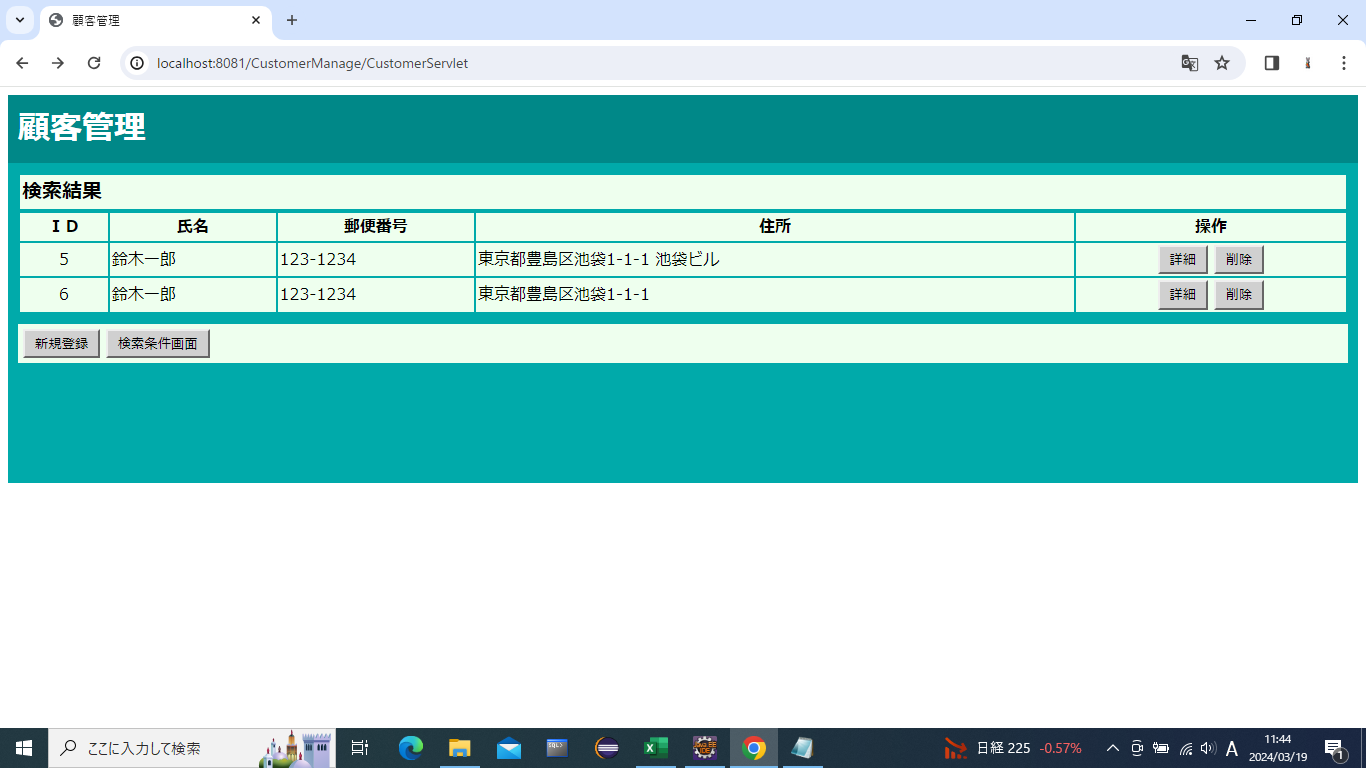 顧客管理
localhost:8081/CustomerManage/CustomerServlet
顧客管理
検索結果
ＩＤ 氏名 郵便番号 住所 操作
5 鈴木一郎 123-1234 東京都豊島区池袋1-1-1 池袋ビル 詳細 削除
6 鈴木一郎 123-1234 東京都豊島区池袋1-1-1 詳細 削除
新規登録 検索条件画面
ここに入力して検索 日経 225 -0.57% A 11:44
2024/03/19 1